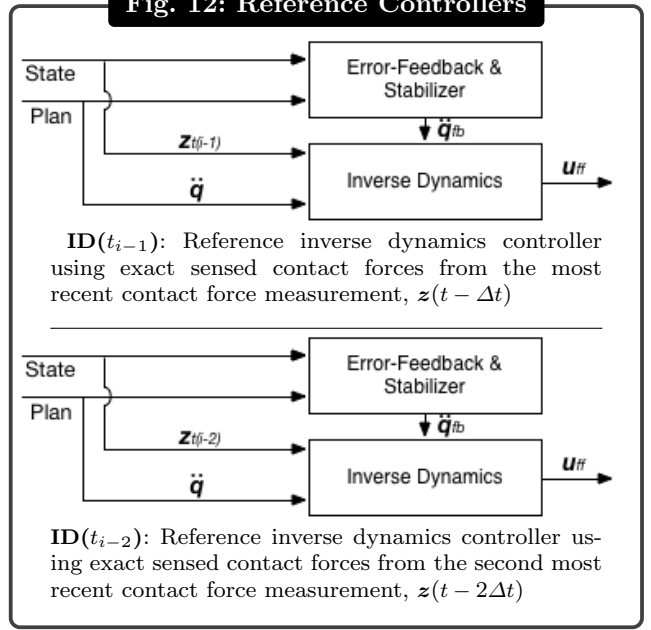 Fig. 12: Reference Controllers
State
Plan
Error-Feedback &
Stabilizer
q̈fb
zt(i-1)
q̈
Inverse Dynamics
uff
ID(tᵢ₋₁): Reference inverse dynamics controller
using exact sensed contact forces from the most
recent contact force measurement, z(t − Δt)
State
Plan
Error-Feedback &
Stabilizer
q̈fb
zt(i-2)
q̈
Inverse Dynamics
uff
ID(tᵢ₋₂): Reference inverse dynamics controller us-
ing exact sensed contact forces from the second most
recent contact force measurement, z(t − 2Δt)